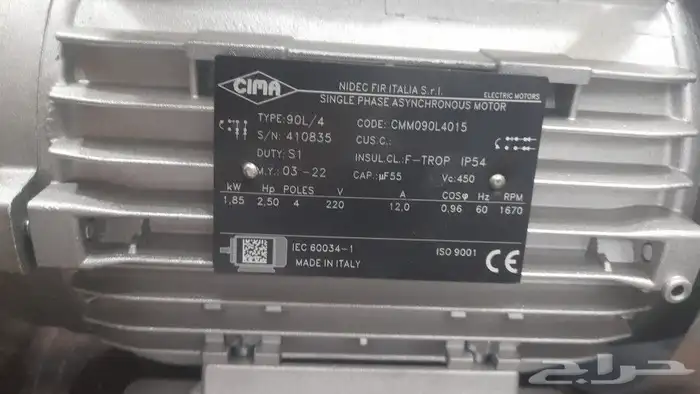 CIMA
NIDEC FIR ITALIA S.r.l. ELECTRIC MOTORS
SINGLE PHASE ASYNCHRONOUS MOTOR
TYPE: 90L/4 CODE: CMM090L4015
S/N: 410835 CUS.C.:
DUTY: S1 INSUL.CL.: F-TROP IP54
M.Y.: 03-22 CAP.: µF55 Vc: 450
kW Hp POLES V A COSφ Hz RPM
1,85 2,50 4 220 12,0 0,96 60 1670
IEC 60034-1 ISO 9001 CE
MADE IN ITALY
حراج